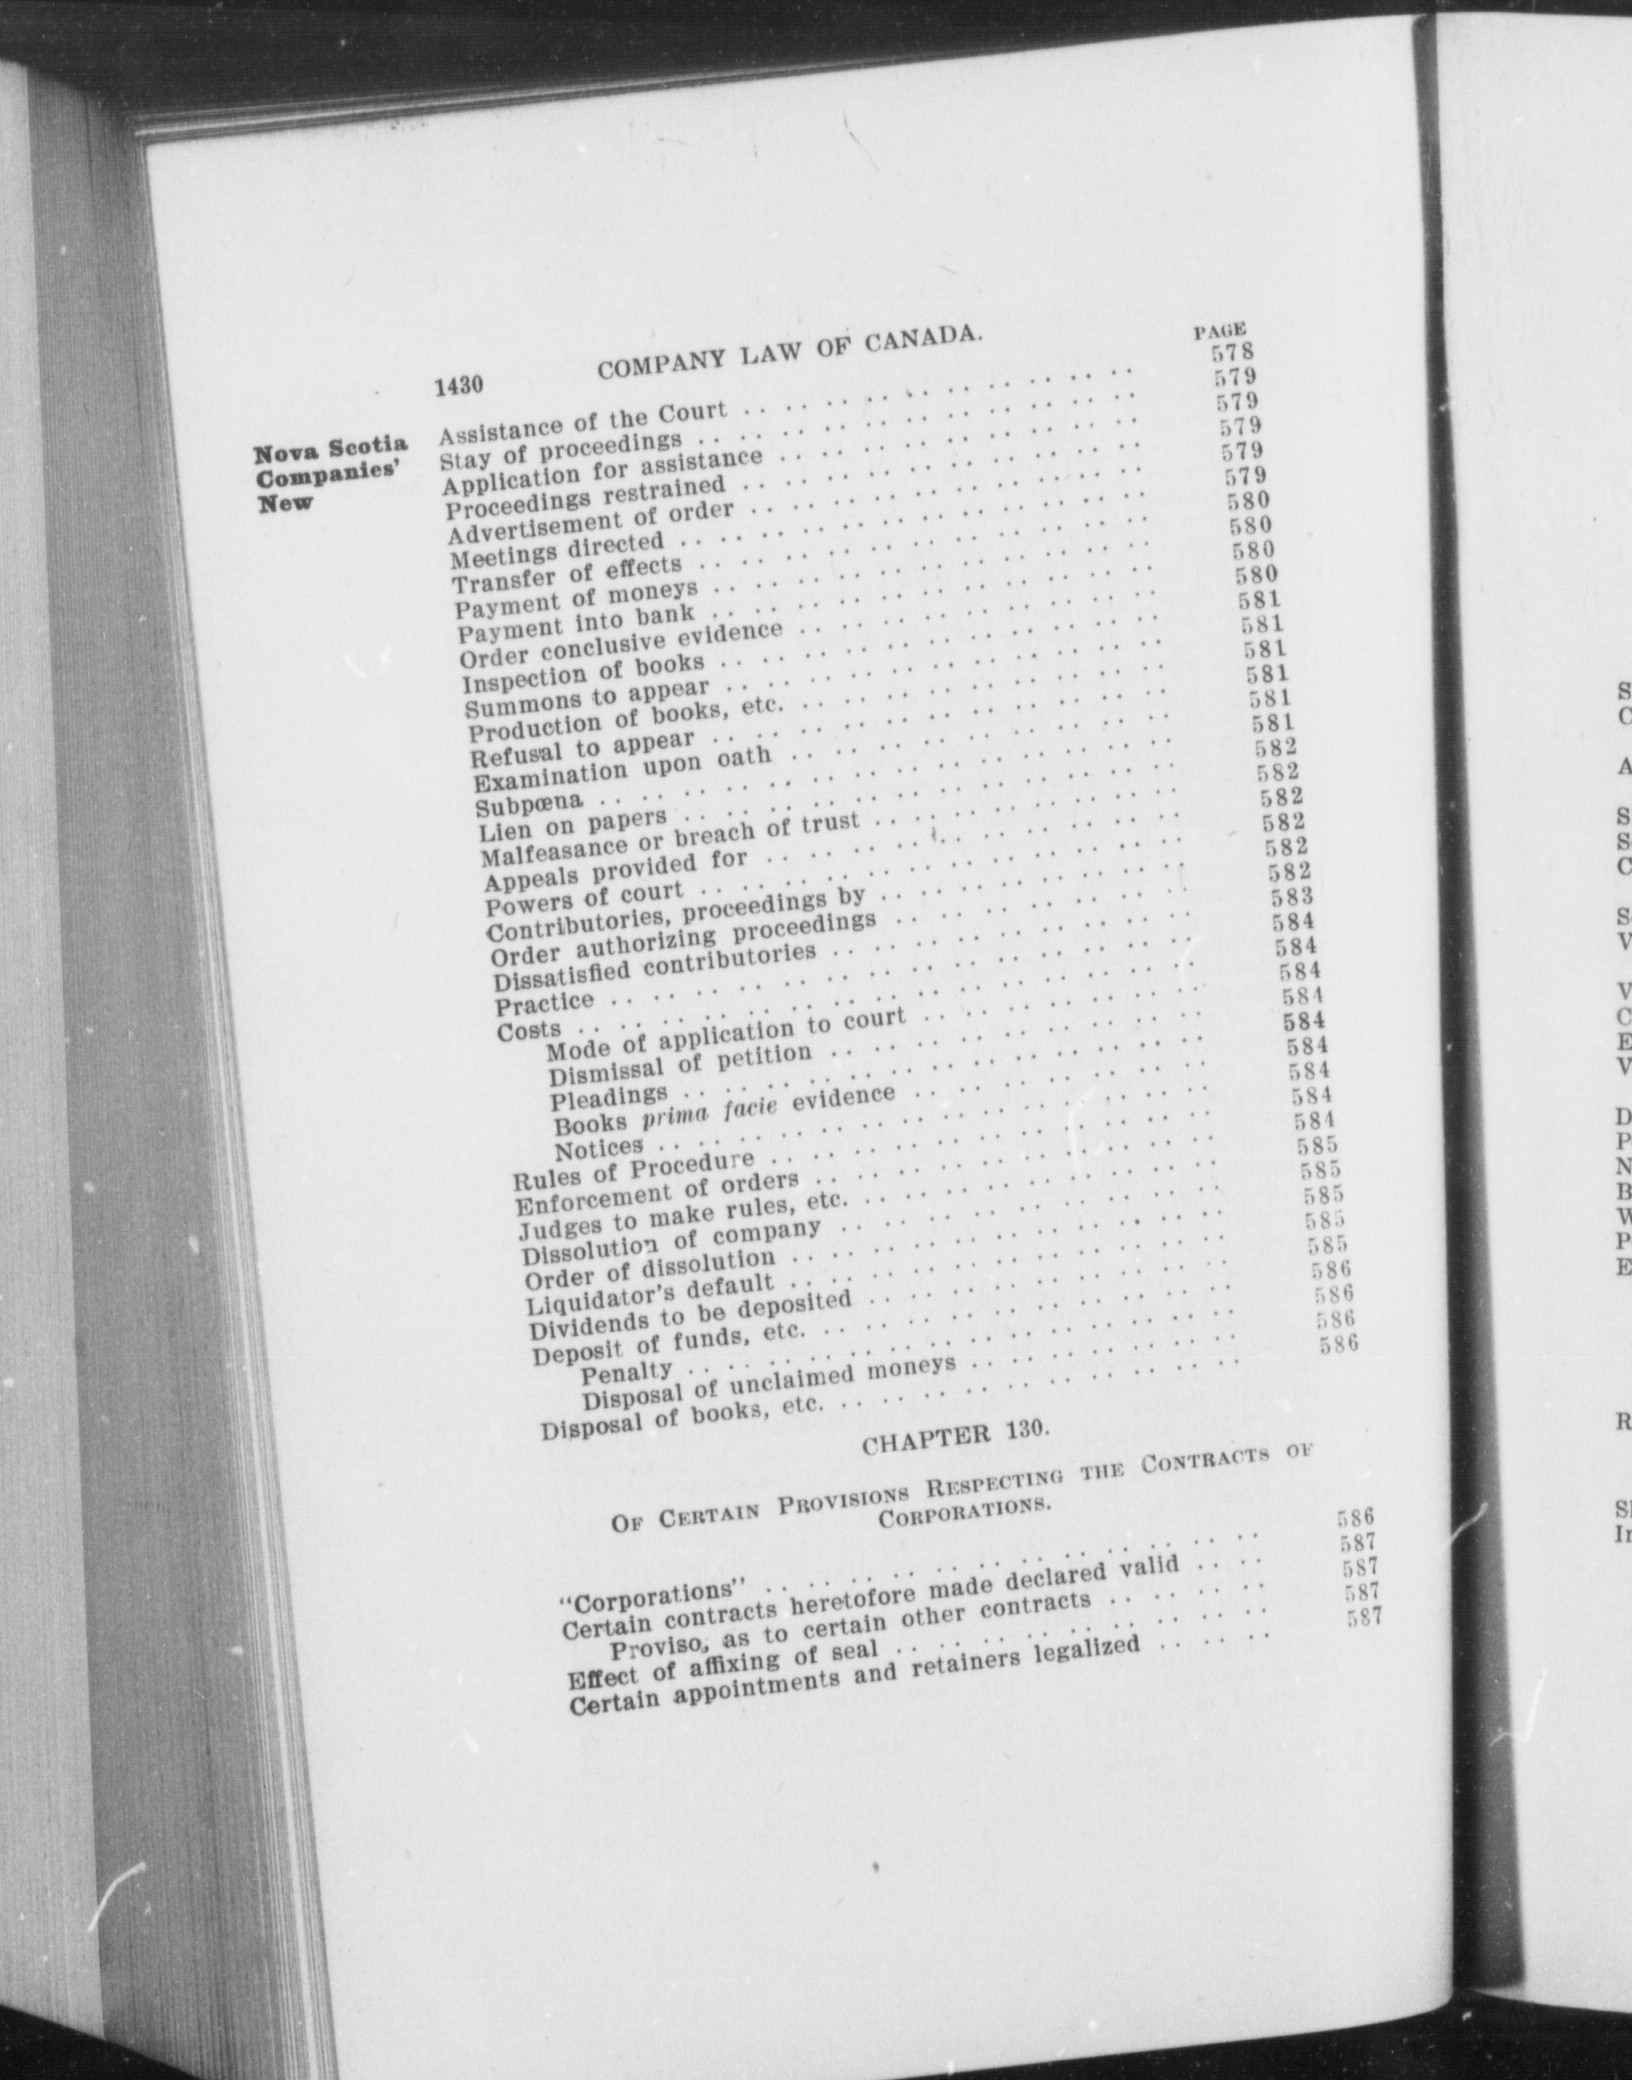 1430 COMPANY LAW OF CANADA.
PAGE
Nova Scotia
Companies'
New
Assistance of the Court . . . . . . . . . . 578
Stay of proceedings . . . . . . . . . . 579
Application for assistance . . . . . . . . . . 579
Proceedings restrained . . . . . . . . . . 579
Advertisement of order . . . . . . . . . . 579
Meetings directed . . . . . . . . . . 579
Transfer of effects . . . . . . . . . . 580
Payment of moneys . . . . . . . . . . 580
Payment into bank . . . . . . . . . . 580
Order conclusive evidence . . . . . . . . . . 580
Inspection of books . . . . . . . . . . 581
Summons to appear . . . . . . . . . . 581
Production of books, etc. . . . . . . . . . . 581
Refusal to appear . . . . . . . . . . 581
Examination upon oath . . . . . . . . . . 581
Subpœna . . . . . . . . . . 581
Lien on papers . . . . . . . . . . 582
Malfeasance or breach of trust . . . . . . . . . . 582
Appeals provided for . . . . . . . . . . 582
Powers of court . . . . . . . . . . 582
Contributories, proceedings by . . . . . . . . . . 582
Order authorizing proceedings . . . . . . . . . . 582
Dissatisfied contributories . . . . . . . . . . 583
Practice . . . . . . . . . . 584
Costs . . . . . . . . . . 584
Mode of application to court . . . . . . . . . . 584
Dismissal of petition . . . . . . . . . . 584
Pleadings . . . . . . . . . . 584
Books prima facie evidence . . . . . . . . . . 584
Notices . . . . . . . . . . 584
Rules of Procedure . . . . . . . . . . 584
Enforcement of orders . . . . . . . . . . 584
Judges to make rules, etc. . . . . . . . . . . 585
Dissolution of company . . . . . . . . . . 585
Order of dissolution . . . . . . . . . . 585
Liquidator's default . . . . . . . . . . 585
Dividends to be deposited . . . . . . . . . . 585
Deposit of funds, etc. . . . . . . . . . . 586
Penalty . . . . . . . . . . 586
Disposal of unclaimed moneys . . . . . . . . . . 586
Disposal of books, etc. . . . . . . . . . . 586
CHAPTER 130.
OF CERTAIN PROVISIONS RESPECTING THE CONTRACTS OF
CORPORATIONS.
"Corporations" . . . . . . . . . . 586
Certain contracts heretofore made declared valid . . . . 587
Proviso, as to certain other contracts . . . . . . . 587
Effect of affixing of seal . . . . . . . . . . 587
Certain appointments and retainers legalized . . . . . 587